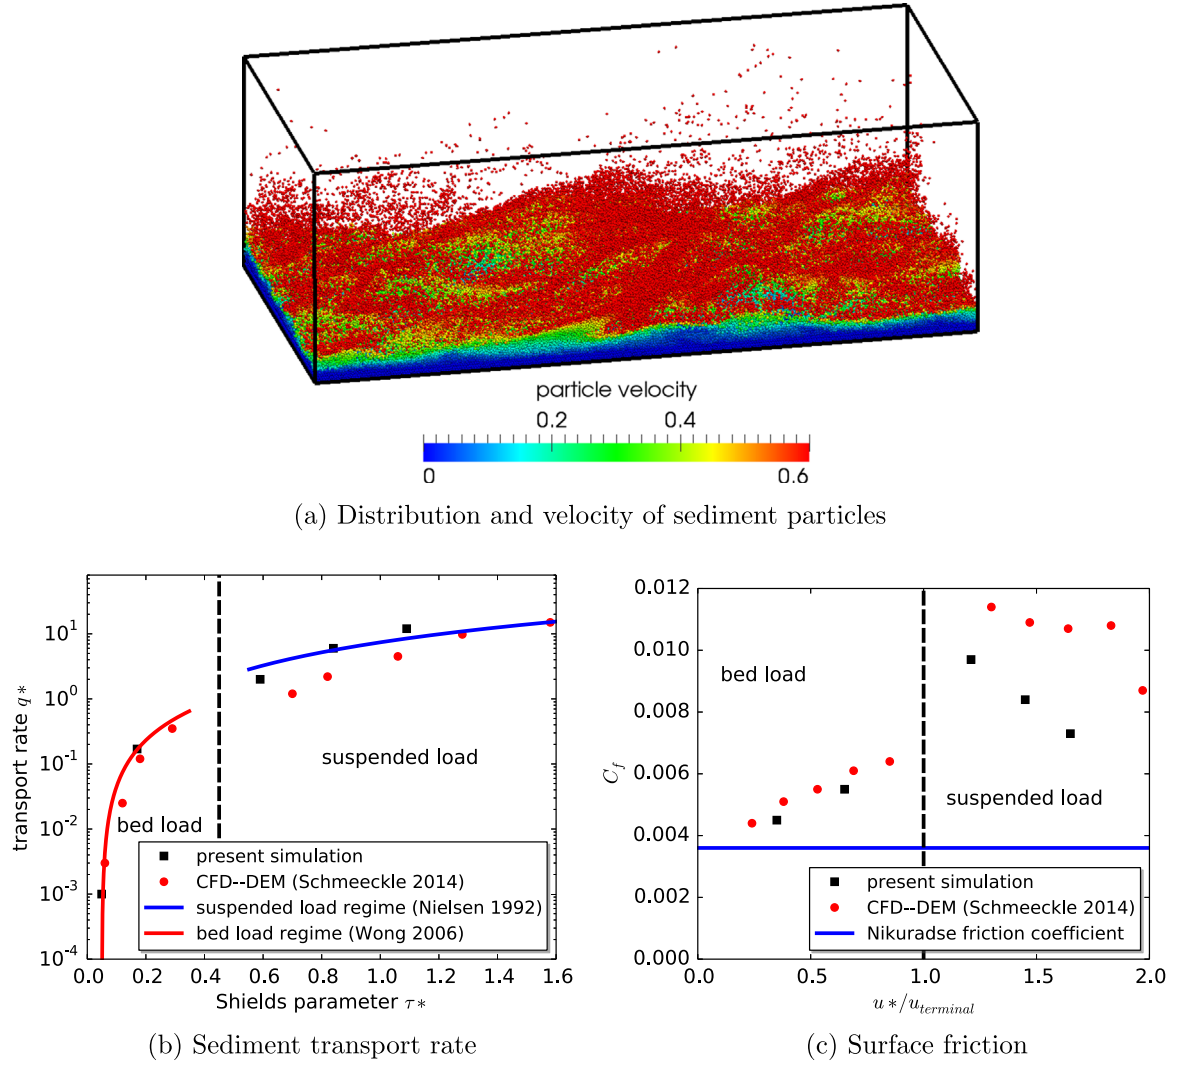 particle velocity
0.2 0.4
0 0.6
(a) Distribution and velocity of sediment particles
transport rate q*
10^1
10^0
10^-1
10^-2
10^-3
10^-4
suspended load
bed load
present simulation
CFD--DEM (Schmeeckle 2014)
suspended load regime (Nielsen 1992)
bed load regime (Wong 2006)
0.0 0.2 0.4 0.6 0.8 1.0 1.2 1.4 1.6
Shields parameter τ*
(b) Sediment transport rate
C_f
0.012
0.010
0.008
0.006
0.004
0.002
0.000
bed load
suspended load
present simulation
CFD--DEM (Schmeeckle 2014)
Nikuradse friction coefficient
0.0 0.5 1.0 1.5 2.0
u*/u_terminal
(c) Surface friction